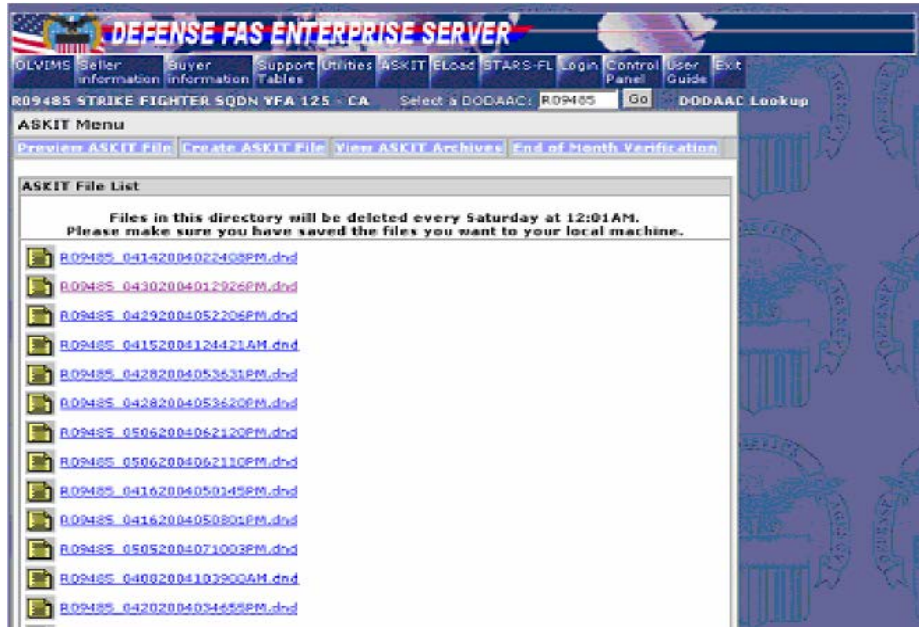 DEFENSE FAS ENTERPRISE SERVER
OLVIMS Seller information Buyer information Support Tables Utilities ASKIT ELoad STARS-FL Login Control Panel User Guide Exit
R09485 STRIKE FIGHTER SQDN VFA 125 - CA Select a DODAAC: R09485 Go DODAAC Lookup
ASKIT Menu
Preview ASKIT File Create ASKIT File View ASKIT Archives End of Month Verification
ASKIT File List
Files in this directory will be deleted every Saturday at 12:01AM.
Please make sure you have saved the files you want to your local machine.
R09485_04142004022408PM.dnd
R09485_04302004012926PM.dnd
R09485_04292004052206PM.dnd
R09485_04152004124421AM.dnd
R09485_04282004053631PM.dnd
R09485_04282004053620PM.dnd
R09485_05062004062120PM.dnd
R09485_05062004062110PM.dnd
R09485_04162004050145PM.dnd
R09485_04162004050801PM.dnd
R09485_05052004071003PM.dnd
R09485_04082004103900AM.dnd
R09485_04202004034655PM.dnd